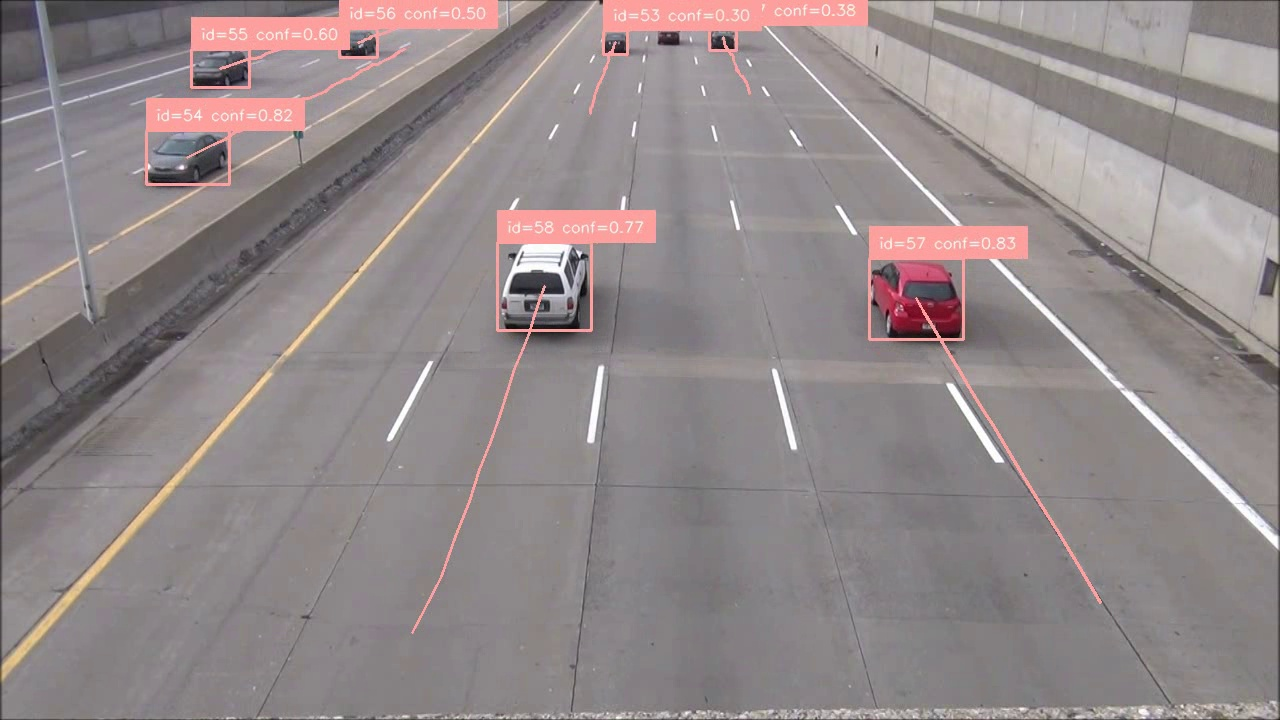 id=56 conf=0.50
id=53 conf=0.30
conf=0.38
id=55 conf=0.60
id=54 conf=0.82
id=58 conf=0.77
id=57 conf=0.83